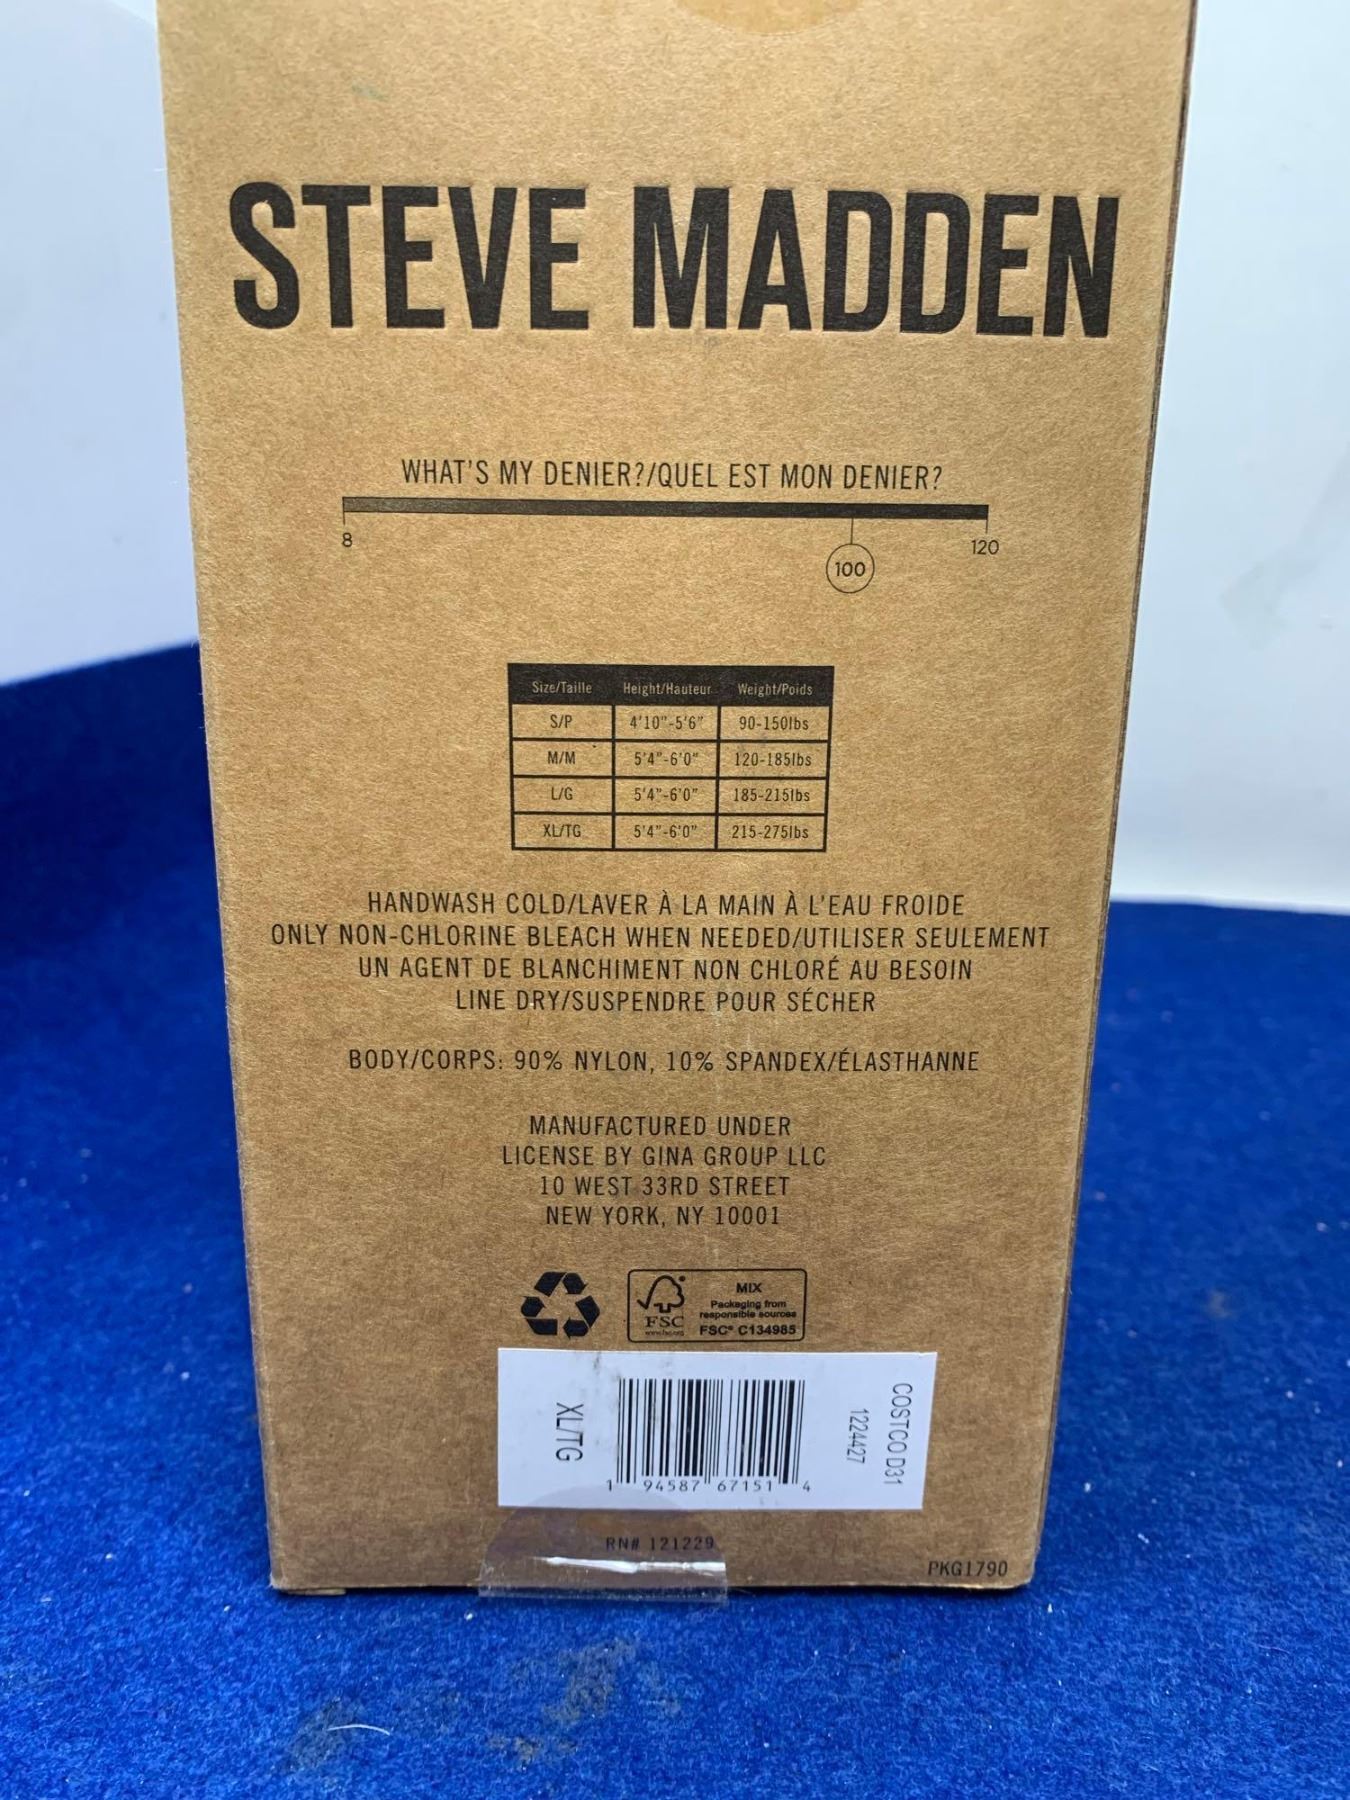 STEVE MADDEN
WHAT'S MY DENIER?/QUEL EST MON DENIER?
8
120
100
Size/Taille Height/Hauteur Weight/Poids
S/P 4'10"-5'6" 90-150lbs
M/M 5'4"-6'0" 120-185lbs
L/G 5'4"-6'0" 185-215lbs
XL/TG 5'4"-6'0" 215-275lbs
HANDWASH COLD/LAVER À LA MAIN À L'EAU FROIDE
ONLY NON-CHLORINE BLEACH WHEN NEEDED/UTILISER SEULEMENT
UN AGENT DE BLANCHIMENT NON CHLORÉ AU BESOIN
LINE DRY/SUSPENDRE POUR SÉCHER
BODY/CORPS: 90% NYLON, 10% SPANDEX/ÉLASTHANNE
MANUFACTURED UNDER
LICENSE BY GINA GROUP LLC
10 WEST 33RD STREET
NEW YORK, NY 10001
FSC
www.fsc.org
MIX
Packaging from
responsible sources
FSC® C134985
XL/TG
1 94587 67151 4
COSTCO D31
1224427
RN# 121229
PKG1790